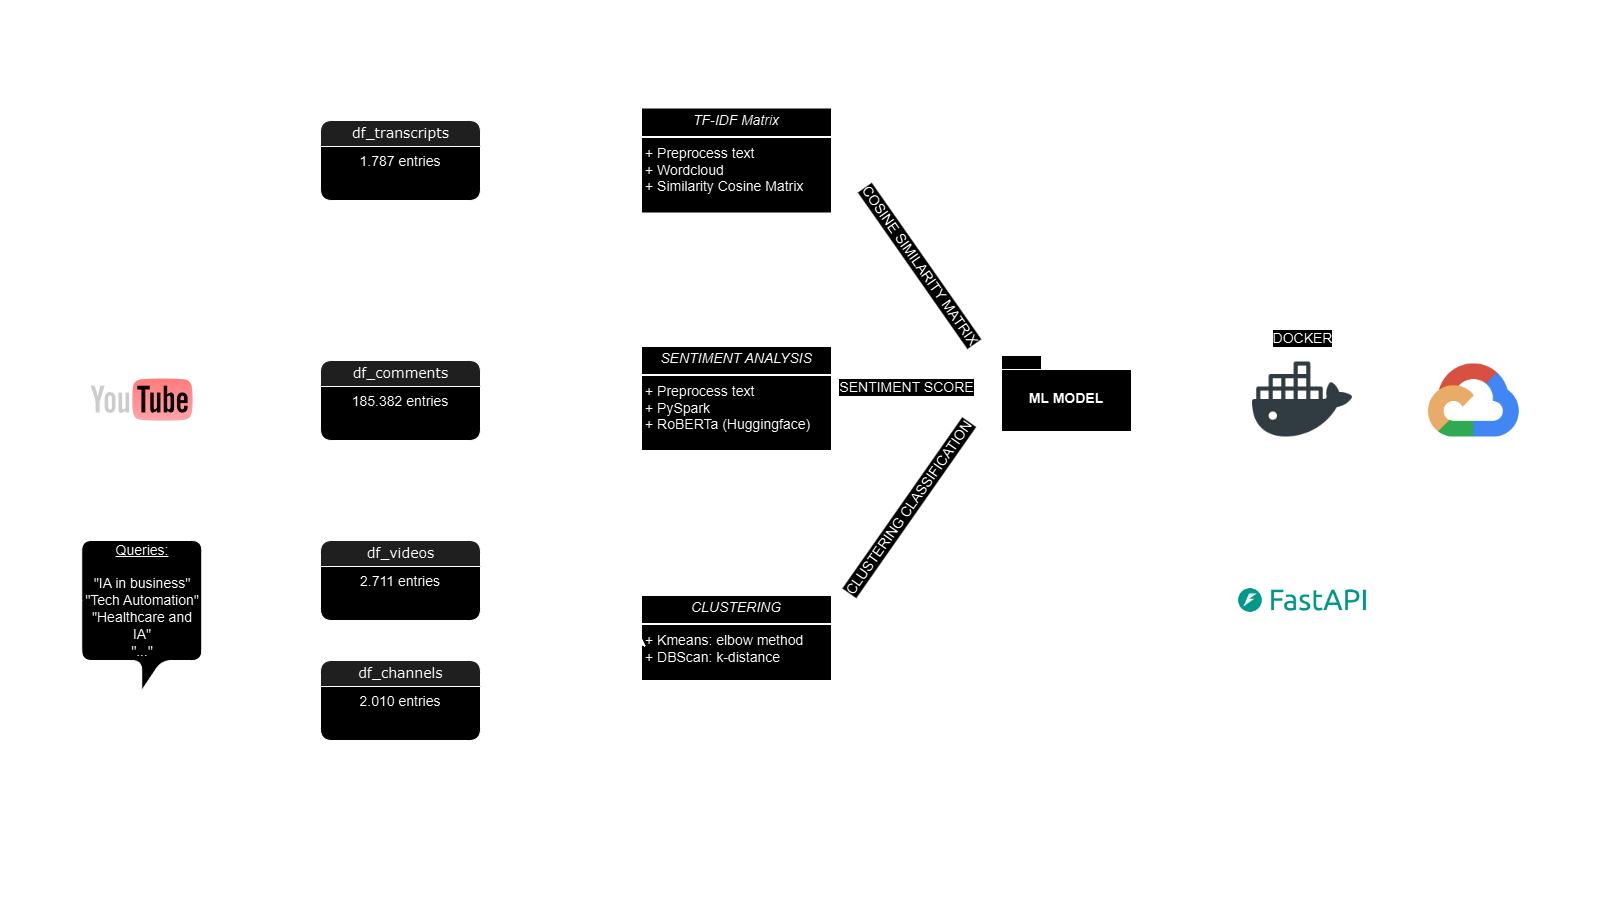 YouTube
Queries:
"IA in business"
"Tech Automation"
"Healthcare and
IA"
"..."
df_transcripts
1.787 entries
df_comments
185.382 entries
df_videos
2.711 entries
df_channels
2.010 entries
TF-IDF Matrix
+ Preprocess text
+ Wordcloud
+ Similarity Cosine Matrix
SENTIMENT ANALYSIS
+ Preprocess text
+ PySpark
+ RoBERTa (Huggingface)
CLUSTERING
+ Kmeans: elbow method
+ DBScan: k-distance
COSINE SIMILARITY MATRIX
SENTIMENT SCORE
CLUSTERING CLASSIFICATION
ML MODEL
DOCKER
FastAPI